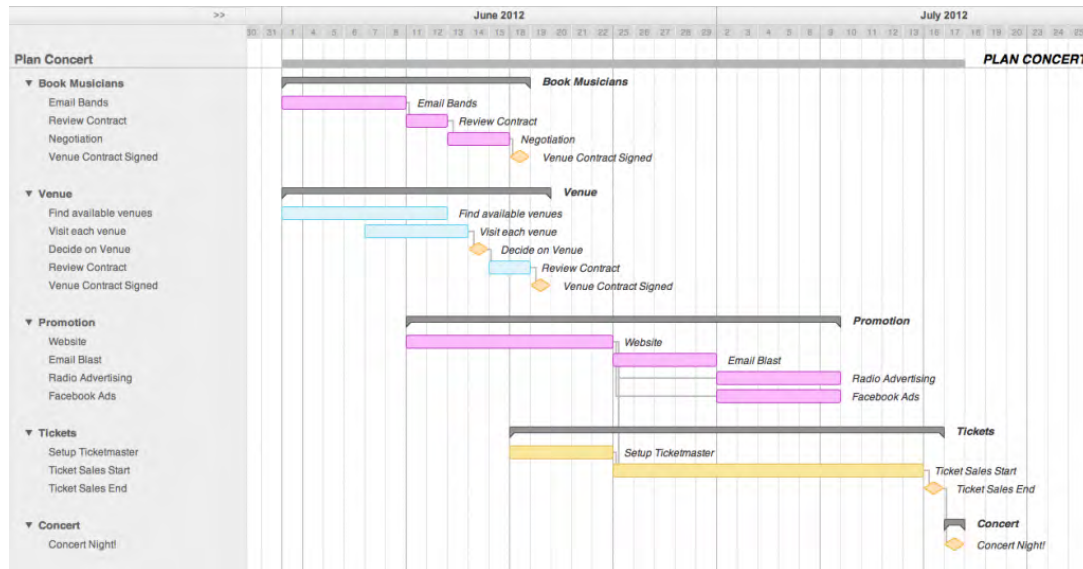 >> June 2012 July 2012
30 31 1 4 5 6 7 8 11 12 13 14 15 18 19 20 21 22 25 26 27 28 29 2 3 4 5 6 9 10 11 12 13 16 17 18 19 20 23 24 25
Plan Concert PLAN CONCERT
Book Musicians Book Musicians
Email Bands Email Bands
Review Contract Review Contract
Negotiation Negotiation
Venue Contract Signed Venue Contract Signed
Venue Venue
Find available venues Find available venues
Visit each venue Visit each venue
Decide on Venue Decide on Venue
Review Contract Review Contract
Venue Contract Signed Venue Contract Signed
Promotion Promotion
Website Website
Email Blast Email Blast
Radio Advertising Radio Advertising
Facebook Ads Facebook Ads
Tickets Tickets
Setup Ticketmaster Setup Ticketmaster
Ticket Sales Start Ticket Sales Start
Ticket Sales End Ticket Sales End
Concert Concert
Concert Night! Concert Night!